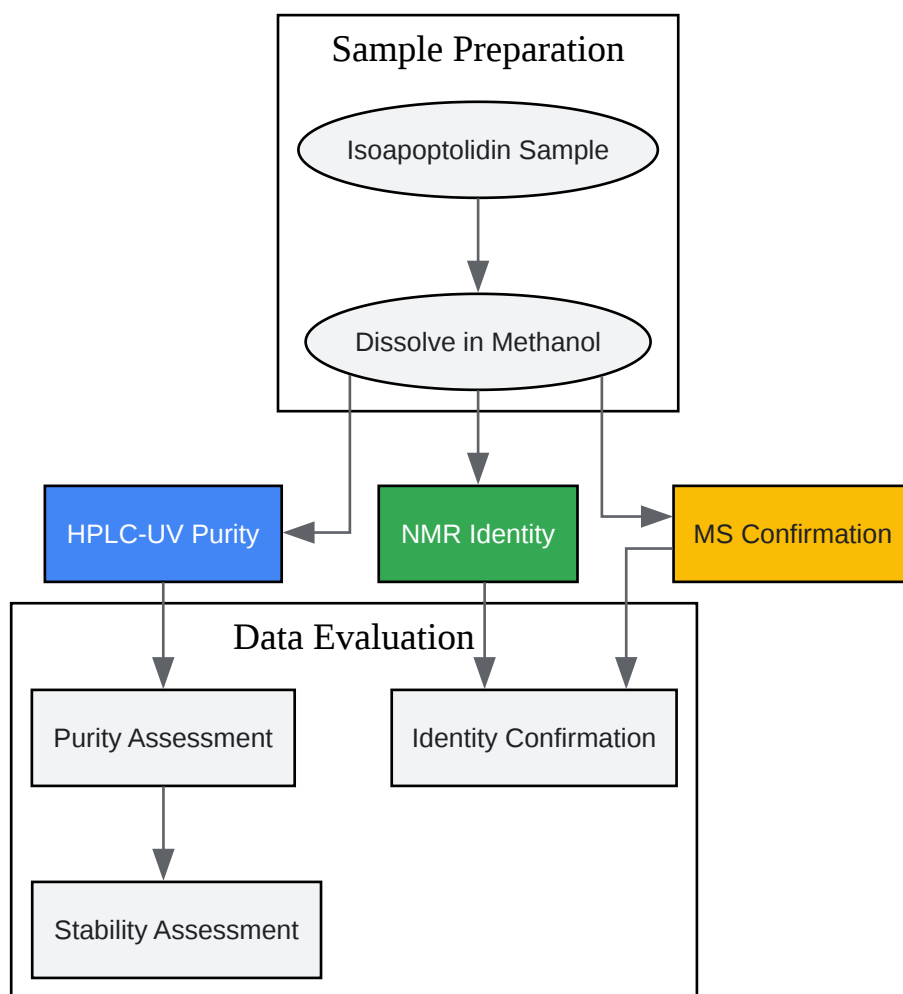 Sample Preparation
Isoapoptolidin Sample
Dissolve in Methanol
HPLC-UV Purity
NMR Identity
MS Confirmation
Data Evaluation
Purity Assessment
Identity Confirmation
Stability Assessment